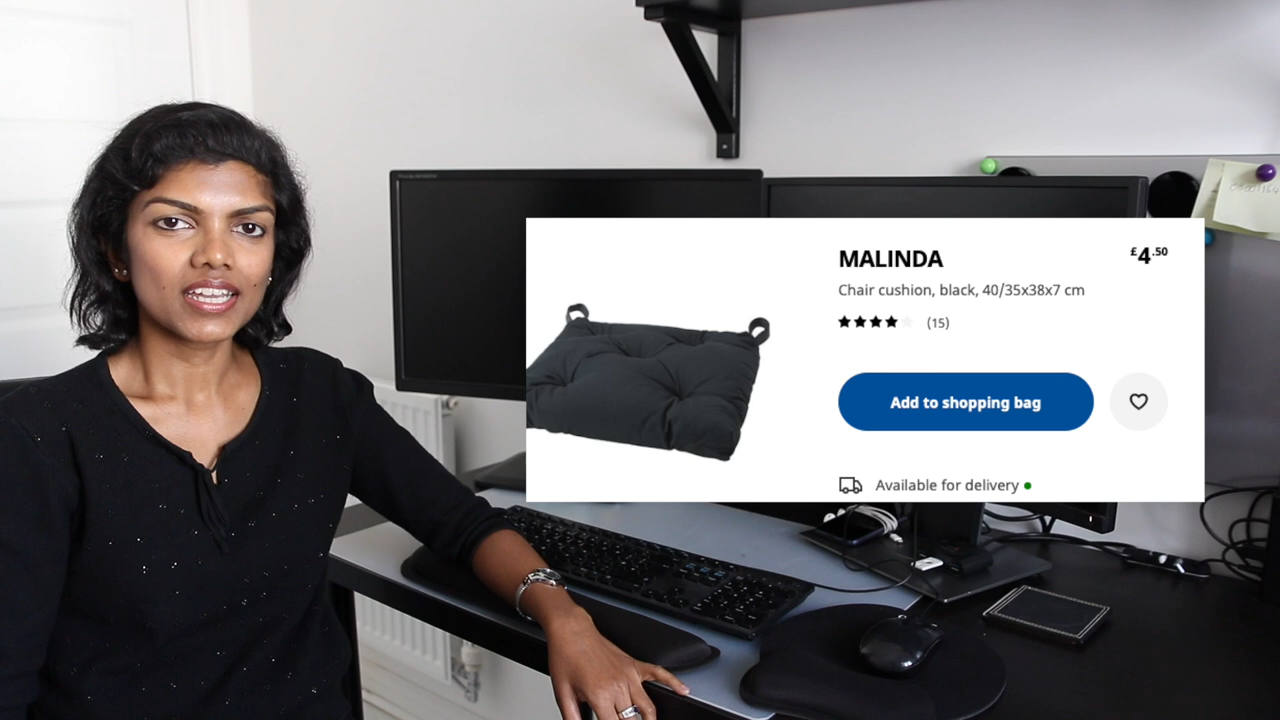 MALINDA
£4.50
Chair cushion, black, 40/35x38x7 cm
(15)
Add to shopping bag
Available for delivery